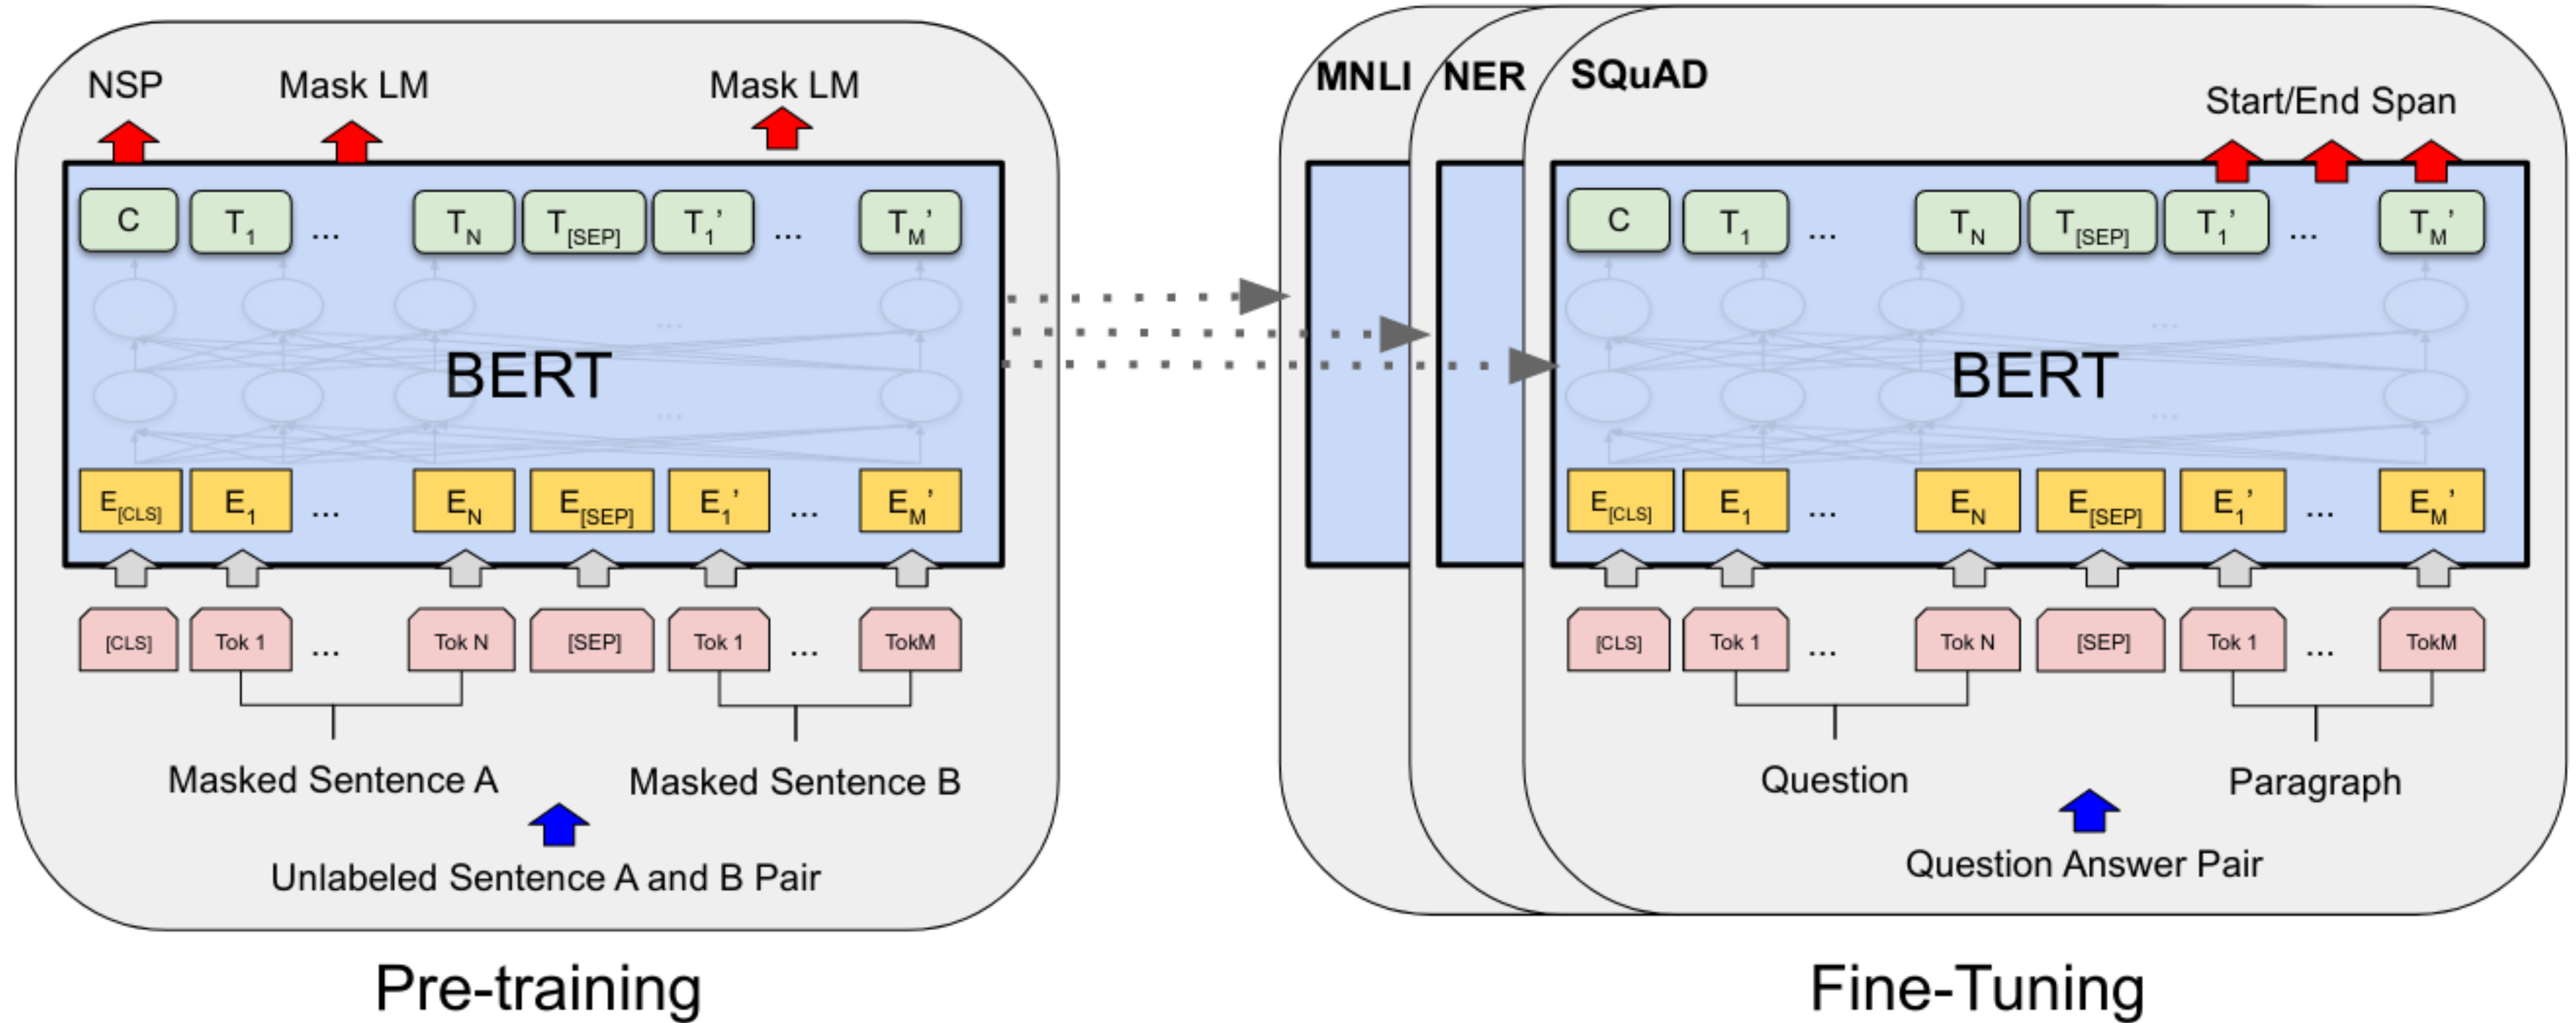 NSP Mask LM Mask LM
C T1 ... TN T[SEP] T1’ ... TM’
...
BERT
...
E[CLS] E1 ... EN E[SEP] E1’ ... EM’
[CLS] Tok 1 ... Tok N [SEP] Tok 1 ... TokM
Masked Sentence A Masked Sentence B
Unlabeled Sentence A and B Pair
Pre-training
MNLI NER SQuAD
Start/End Span
C T1 ... TN T[SEP] T1’ ... TM’
...
BERT
...
E[CLS] E1 ... EN E[SEP] E1’ ... EM’
[CLS] Tok 1 ... Tok N [SEP] Tok 1 ... TokM
Question Paragraph
Question Answer Pair
Fine-Tuning